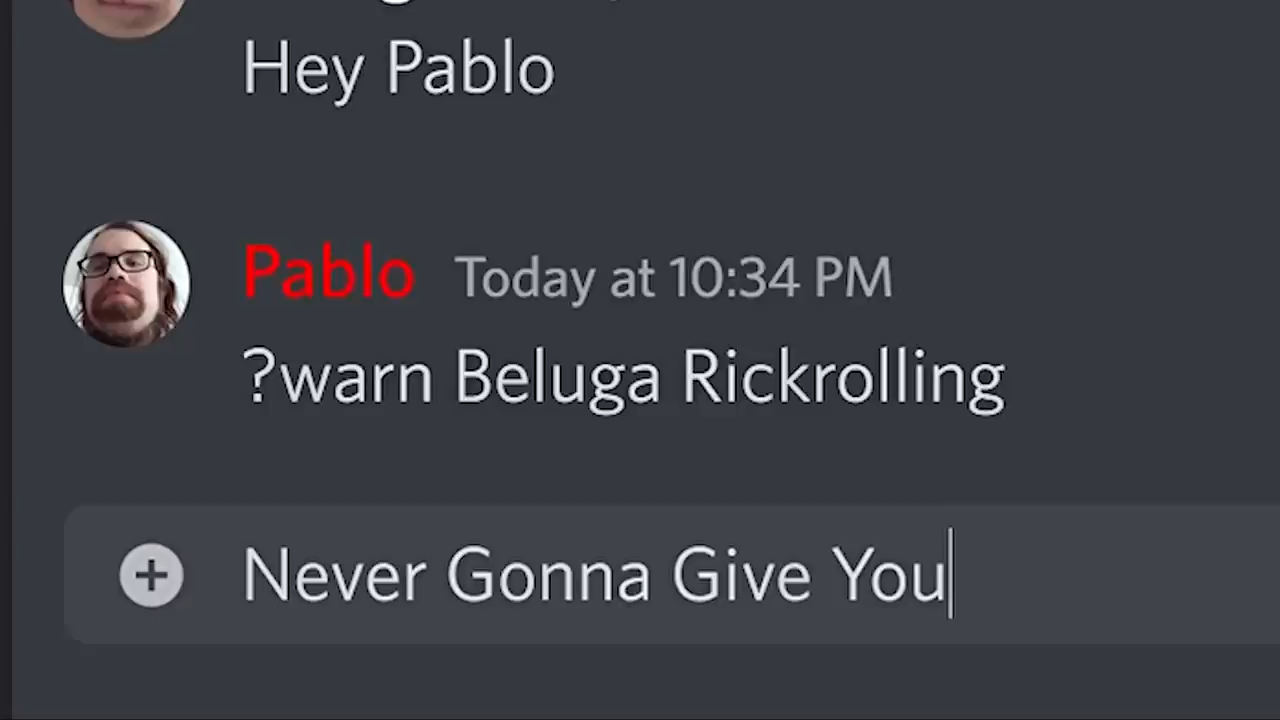 Hey Pablo
Pablo Today at 10:34 PM
?warn Beluga Rickrolling
Never Gonna Give You